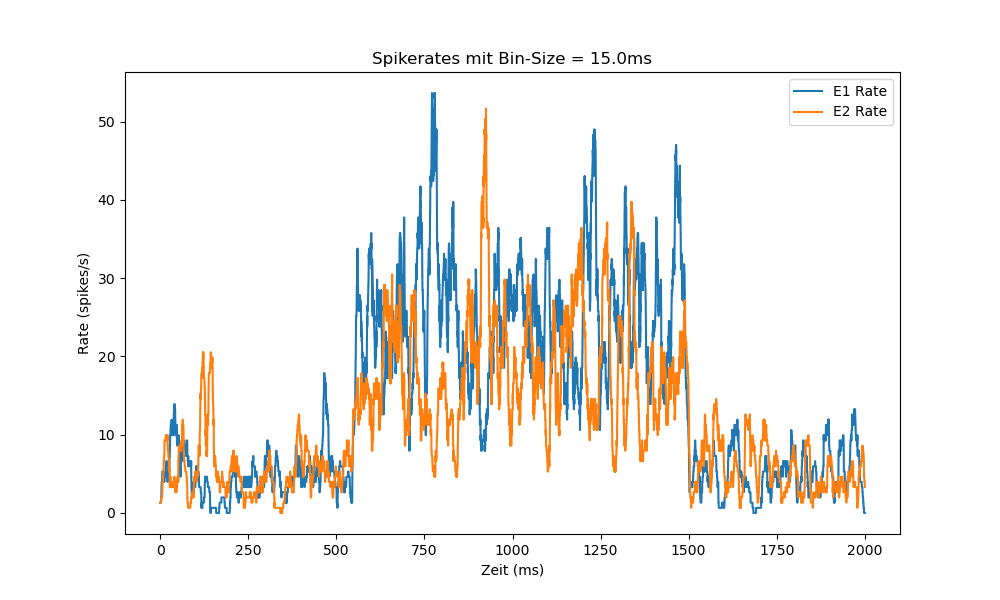 Spikerates mit Bin-Size = 15.0ms
E1 Rate
E2 Rate
Rate (spikes/s)
50
40
30
20
10
0
0 250 500 750 1000 1250 1500 1750 2000
Zeit (ms)